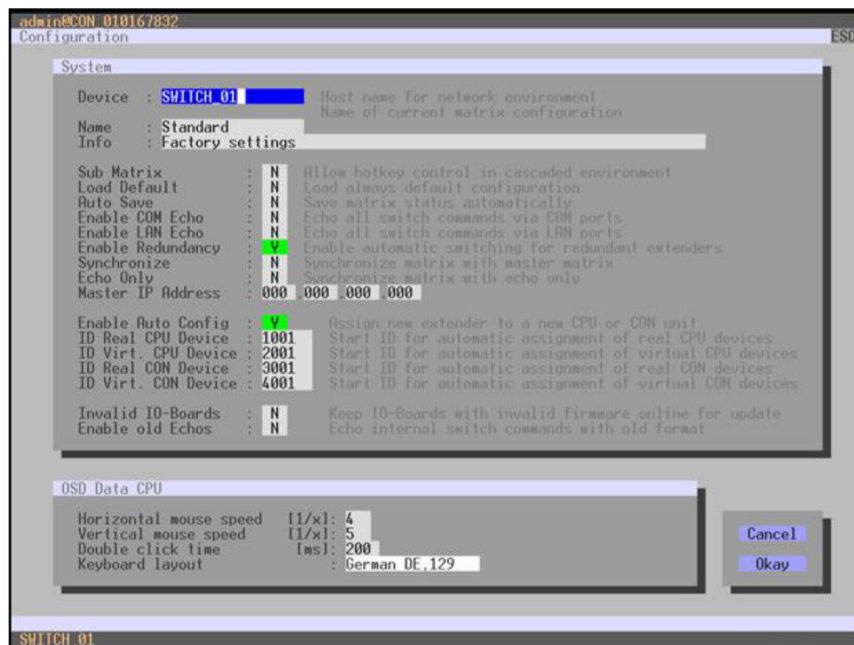 admin@CON_010167832
Configuration ESC
System
Device : SWITCH_01 Host name for network environment
Name of current matrix configuration
Name : Standard
Info : Factory settings
Sub Matrix : N Allow hotkey control in cascaded environment
Load Default : N Load always default configuration
Auto Save : N Save matrix status automatically
Enable COM Echo : N Echo all switch commands via COM ports
Enable LAN Echo : N Echo all switch commands via LAN ports
Enable Redundancy : Y Enable automatic switching for redundant extenders
Synchronize : N Synchronize matrix with master matrix
Echo Only : N Synchronize matrix with echo only
Master IP Address : 000 .000 .000 .000
Enable Auto Config : Y Assign new extender to a new CPU or CON unit
ID Real CPU Device : 1001 Start ID for automatic assignment of real CPU devices
ID Virt. CPU Device : 2001 Start ID for automatic assignment of virtual CPU devices
ID Real CON Device : 3001 Start ID for automatic assignment of real CON devices
ID Virt. CON Device : 4001 Start ID for automatic assignment of virtual CON devices
Invalid IO-Boards : N Keep IO-Boards with invalid firmware online for update
Enable old Echos : N Echo internal switch commands with old format
OSD Data CPU
Horizontal mouse speed [1/x]: 4
Vertical mouse speed [1/x]: 5
Double click time [ms]: 200
Keyboard layout : German DE,129
Cancel
Okay
SWITCH_01